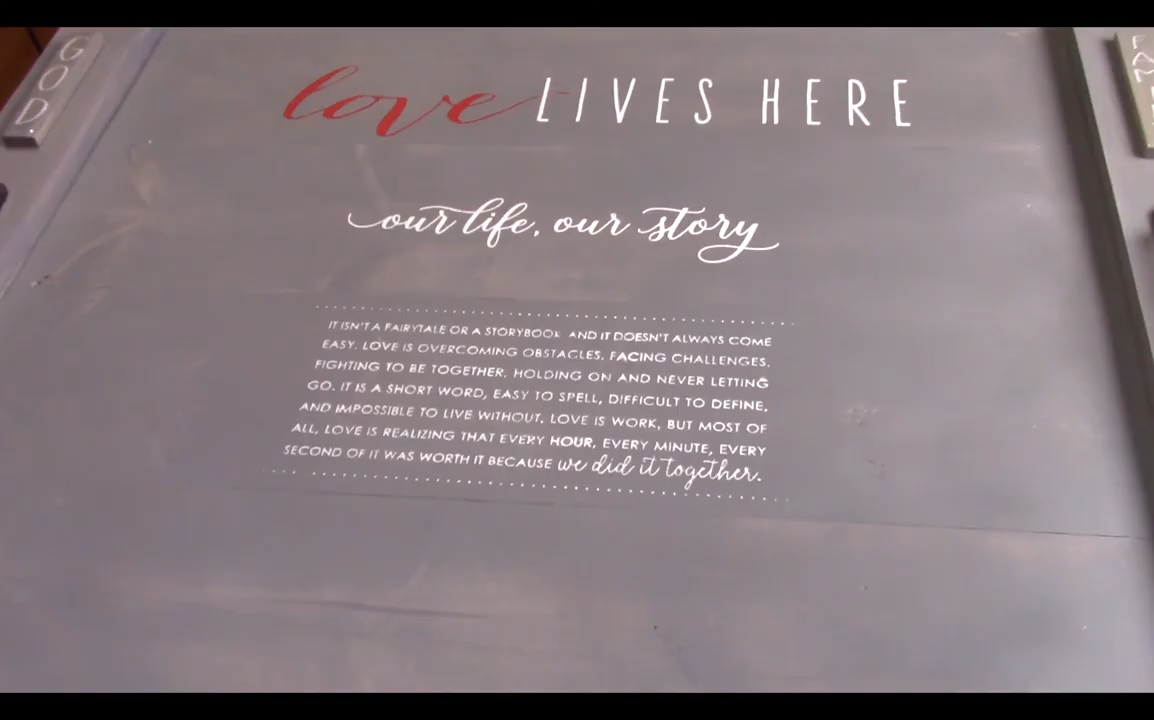 GOD
love LIVES HERE
our life, our story
IT ISN'T A FAIRYTALE OR A STORYBOOK AND IT DOESN'T ALWAYS COME
EASY. LOVE IS OVERCOMING OBSTACLES, FACING CHALLENGES,
FIGHTING TO BE TOGETHER, HOLDING ON AND NEVER LETTING
GO. IT IS A SHORT WORD, EASY TO SPELL, DIFFICULT TO DEFINE,
AND IMPOSSIBLE TO LIVE WITHOUT. LOVE IS WORK, BUT MOST OF
ALL, LOVE IS REALIZING THAT EVERY HOUR, EVERY MINUTE, EVERY
SECOND OF IT WAS WORTH IT BECAUSE we did it together.